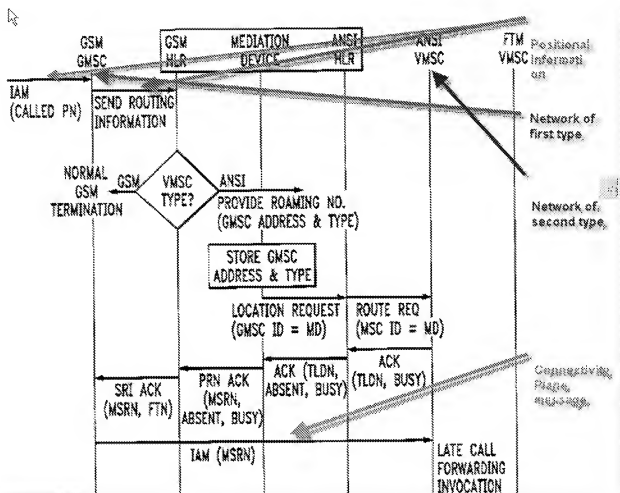 GSM GMSC
GSM HLR
MEDIATION DEVICE
ANSI HLR
ANSI VMSC
FTM VMSC
Positional
informati
on
IAM
(CALLED PN)
SEND ROUTING
INFORMATION
Network of
first type
NORMAL
GSM
TERMINATION
GSM
VMSC
TYPE?
ANSI
PROVIDE ROAMING NO.
(GMSC ADDRESS & TYPE)
Network of
second type
STORE GMSC
ADDRESS & TYPE
LOCATION REQUEST
(GMSC ID = MD)
ROUTE REQ
(MSC ID = MD)
SRI ACK
(MSRN, FTN)
PRN ACK
(MSRN,
ABSENT, BUSY)
ACK (TLDN,
ABSENT, BUSY)
ACK
(TLDN, BUSY)
Connectivity
Plane
message
IAM (MSRN)
LATE CALL
FORWARDING
INVOCATION